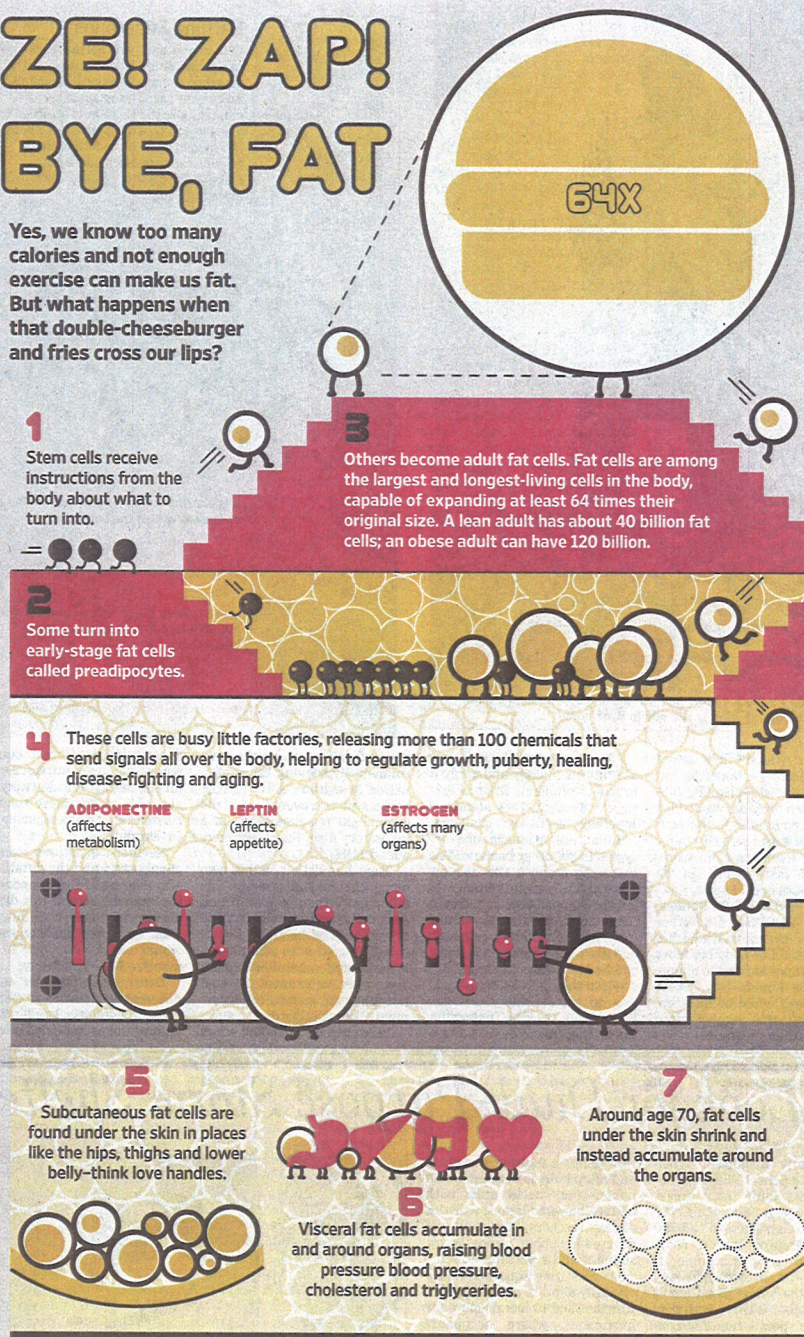 ZE! ZAP!
BYE, FAT
64X
Yes, we know too many
calories and not enough
exercise can make us fat.
But what happens when
that double-cheeseburger
and fries cross our lips?
1
Stem cells receive
instructions from the
body about what to
turn into.
3
Others become adult fat cells. Fat cells are among
the largest and longest-living cells in the body,
capable of expanding at least 64 times their
original size. A lean adult has about 40 billion fat
cells; an obese adult can have 120 billion.
2
Some turn into
early-stage fat cells
called preadipocytes.
4
These cells are busy little factories, releasing more than 100 chemicals that
send signals all over the body, helping to regulate growth, puberty, healing,
disease-fighting and aging.
ADIPONECTINE
(affects
metabolism)
LEPTIN
(affects
appetite)
ESTROGEN
(affects many
organs)
5
Subcutaneous fat cells are
found under the skin in places
like the hips, thighs and lower
belly–think love handles.
6
Visceral fat cells accumulate in
and around organs, raising blood
pressure blood pressure,
cholesterol and triglycerides.
7
Around age 70, fat cells
under the skin shrink and
instead accumulate around
the organs.